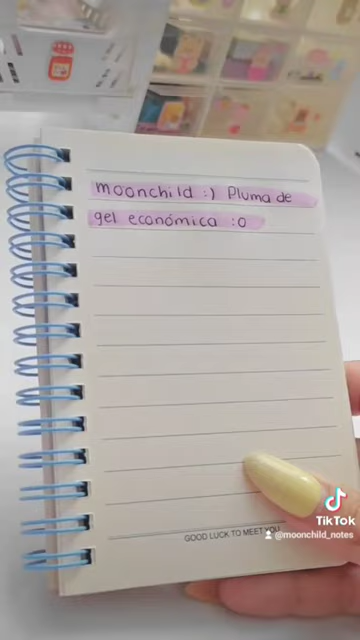 moonchild :) Pluma de
gel económica :o
GOOD LUCK TO MEET YOU
TikTok
@moonchild_notes